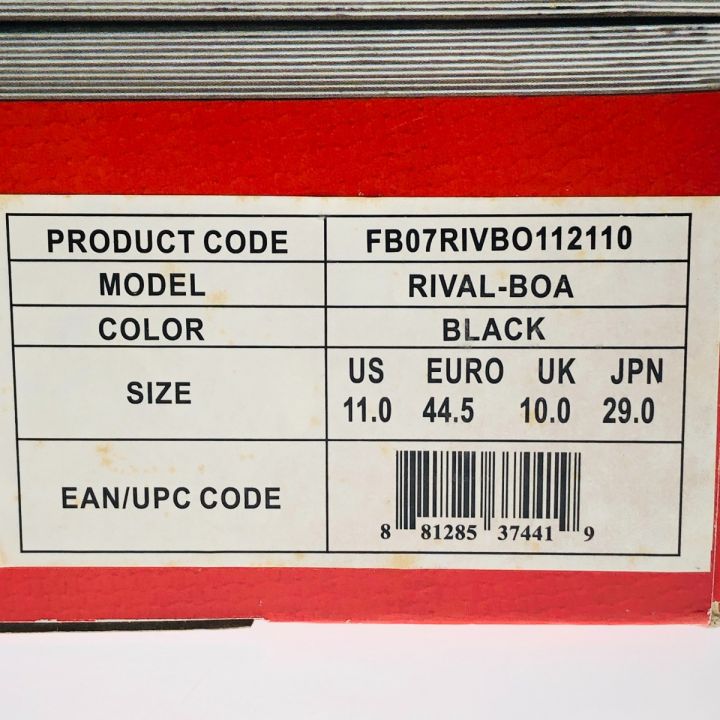 PRODUCT CODE FB07RIVBO112110
MODEL RIVAL-BOA
COLOR BLACK
SIZE US EURO UK JPN
11.0 44.5 10.0 29.0
EAN/UPC CODE
8 81285 37441 9